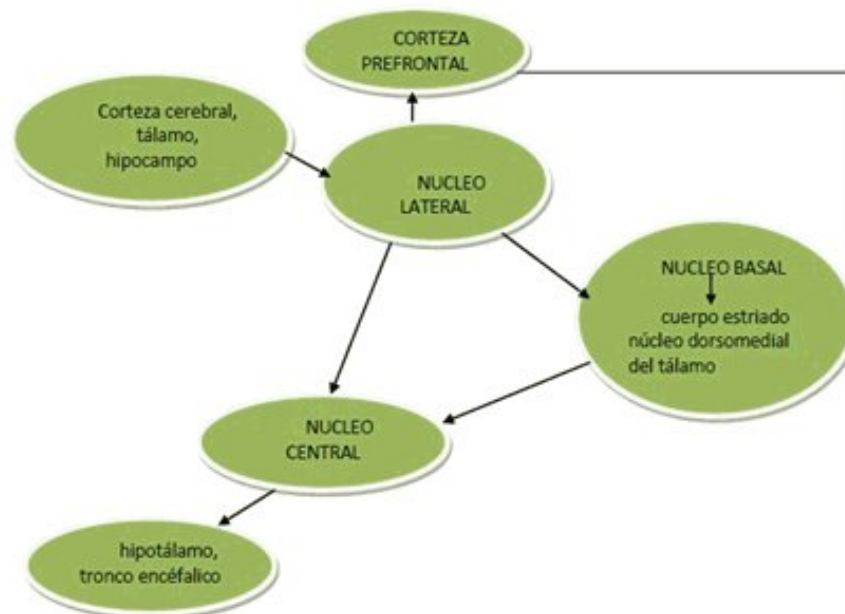 CORTEZA
PREFRONTAL
Corteza cerebral,
tálamo,
hipocampo
NUCLEO
LATERAL
NUCLEO BASAL
cuerpo estriado
núcleo dorsomedial
del tálamo
NUCLEO
CENTRAL
hipotálamo,
tronco encéfalico